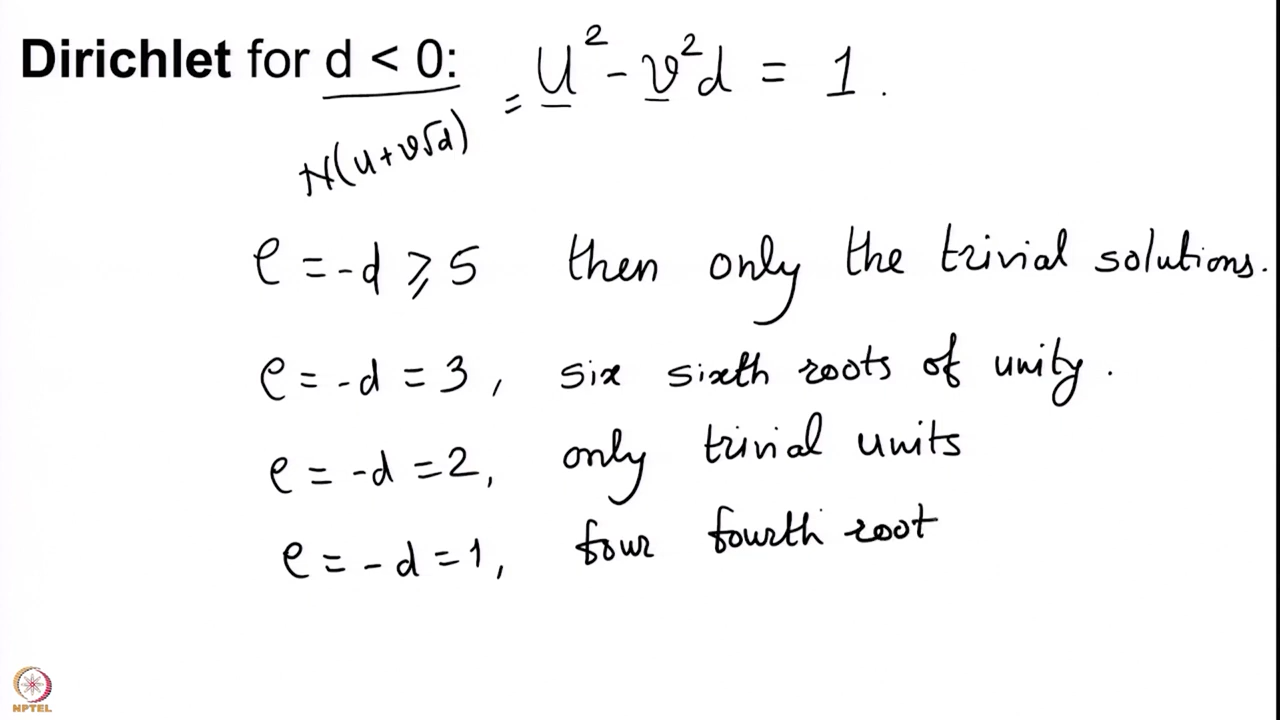 Dirichlet for d < 0: = u² - v²d = 1.
N(u+v√d)
e = -d ⩾ 5 then only the trivial solutions.
e = -d = 3, six sixth roots of unity.
e = -d = 2, only trivial units
e = -d = 1, four fourth root
NPTEL